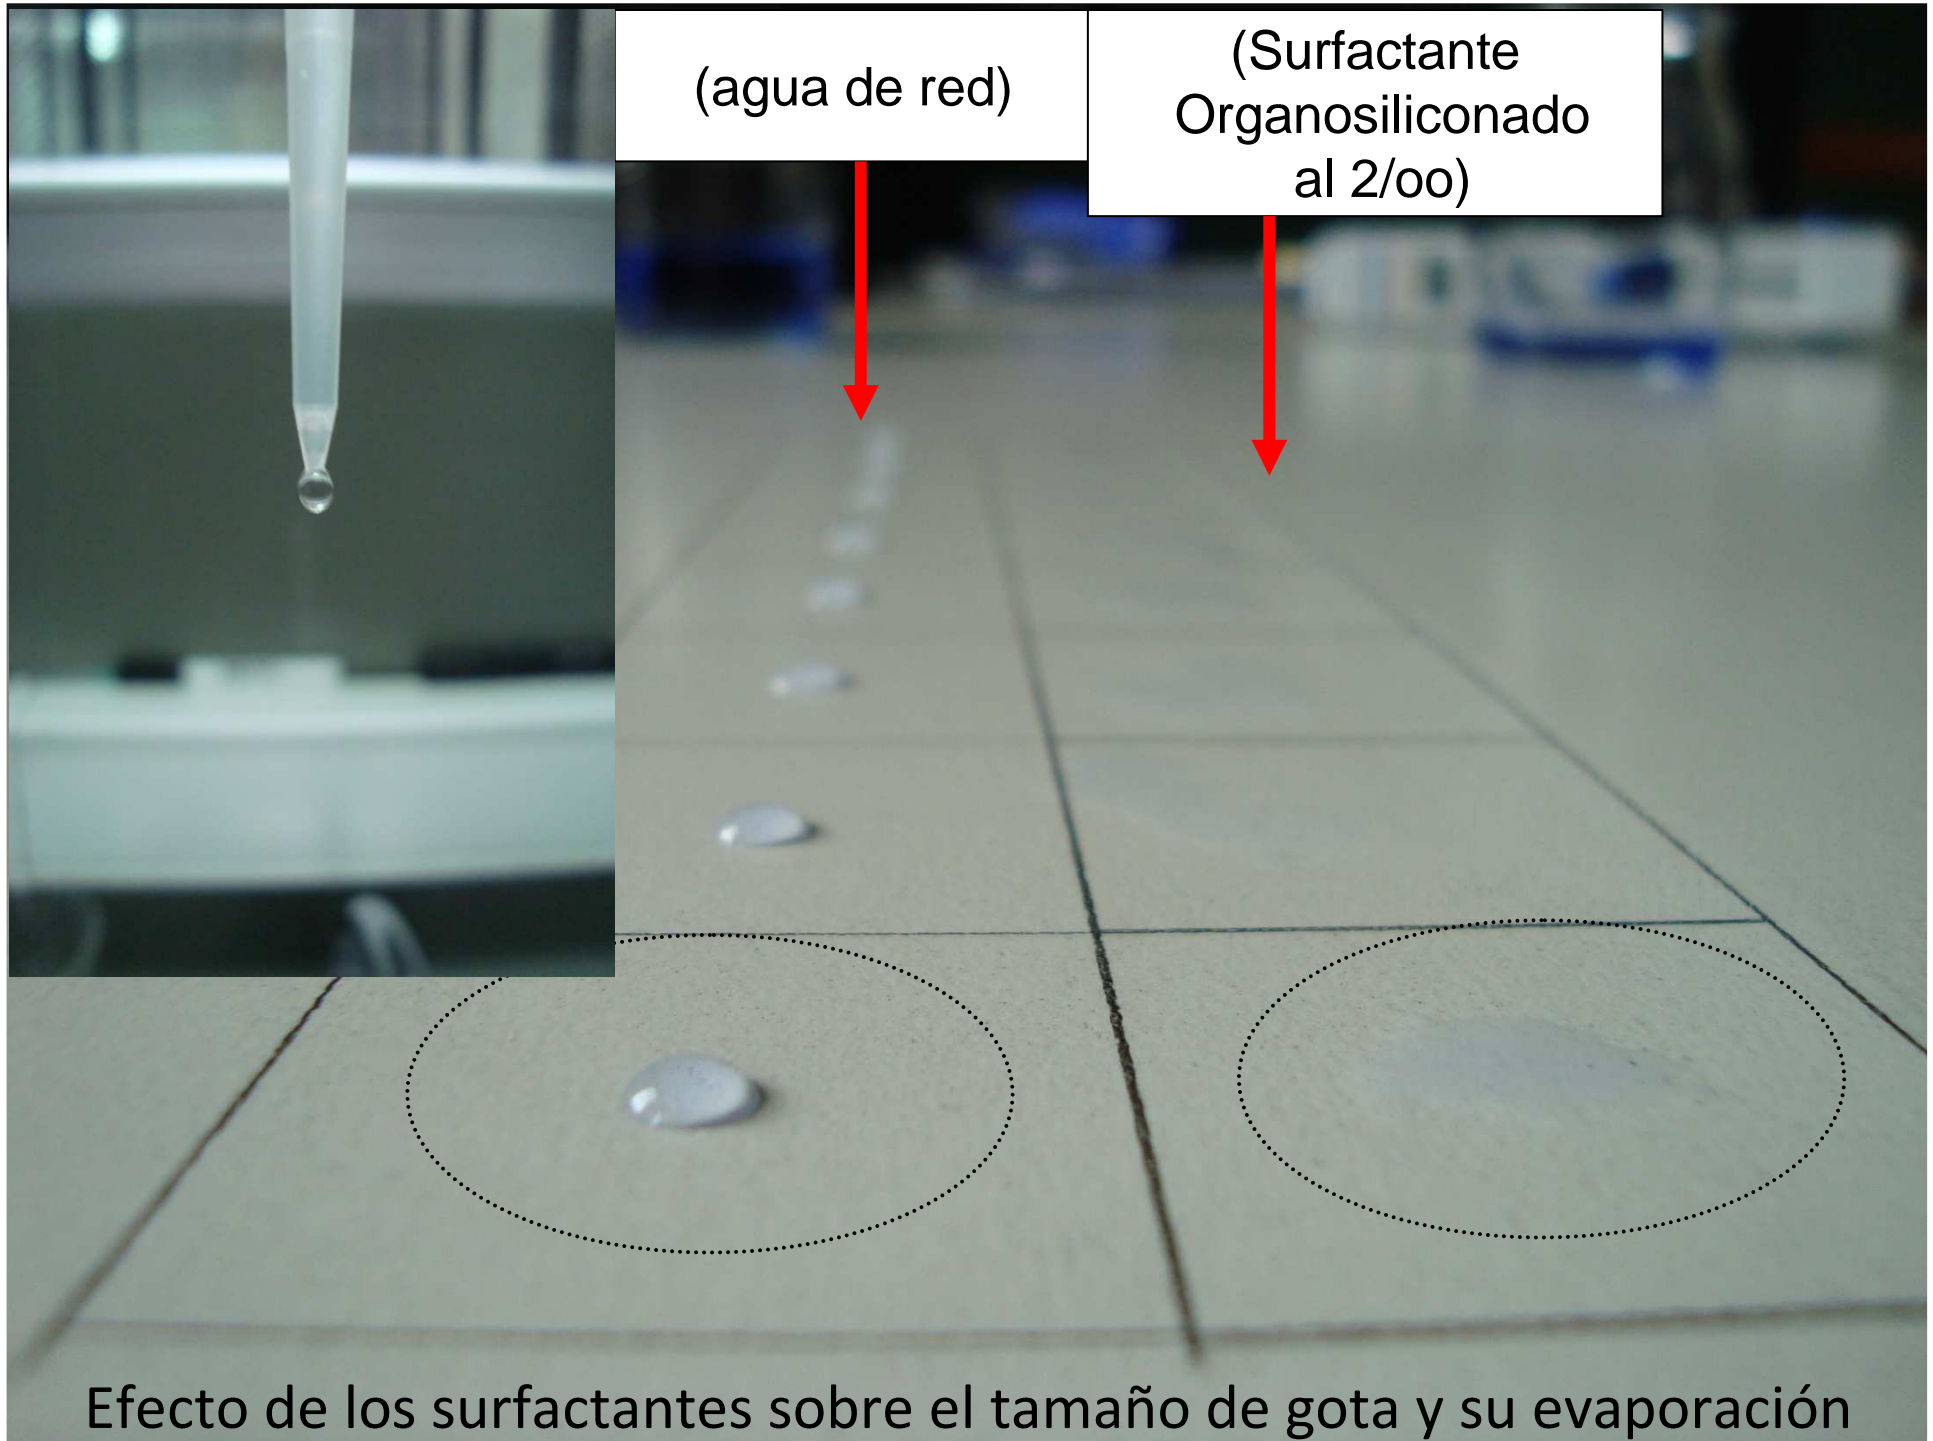 (agua de red)
(Surfactante
Organosiliconado
al 2/oo)
Efecto de los surfactantes sobre el tamaño de gota y su evaporación